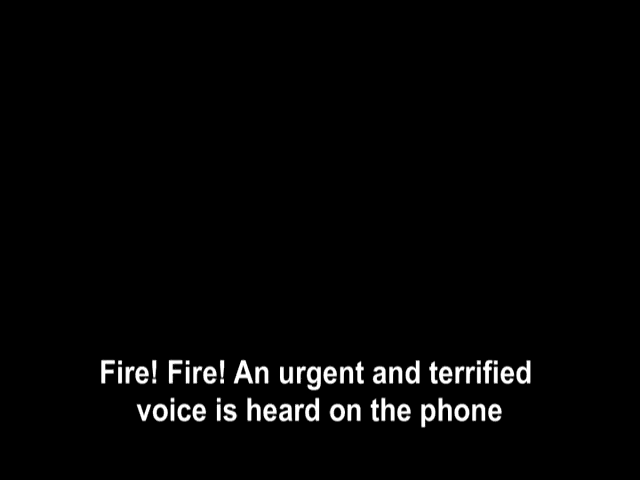 Fire! Fire! An urgent and terrified
voice is heard on the phone